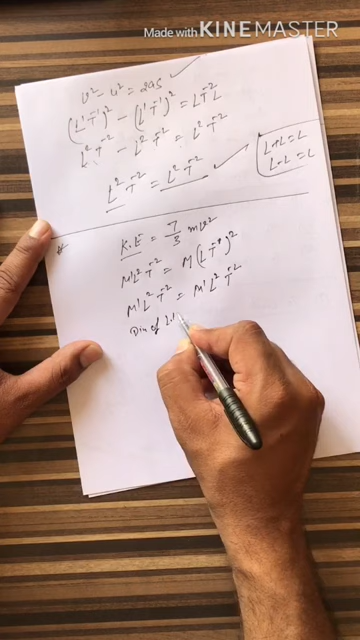 Made with KINEMASTER
v² - u² = 2as ✓
(L¹T⁻¹)² - (L¹T⁻¹)² = LT⁻²L
L²T⁻² - L²T⁻² = L²T⁻²
L²T⁻² = L²T⁻² ✓
L+L=L
L-L=L
* K.E = 7/3 mv²
M¹L²T⁻² = M(LT⁻¹)²
M¹L²T⁻² = M¹L²T⁻²
Dim of